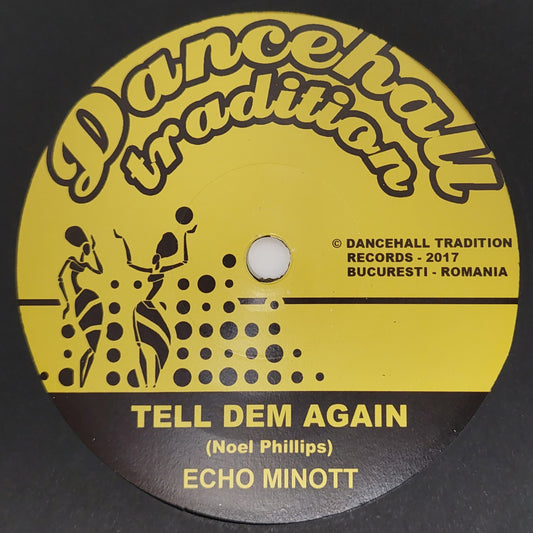 Dancehall
tradition
© DANCEHALL TRADITION
RECORDS - 2017
BUCURESTI - ROMANIA
TELL DEM AGAIN
(Noel Phillips)
ECHO MINOTT